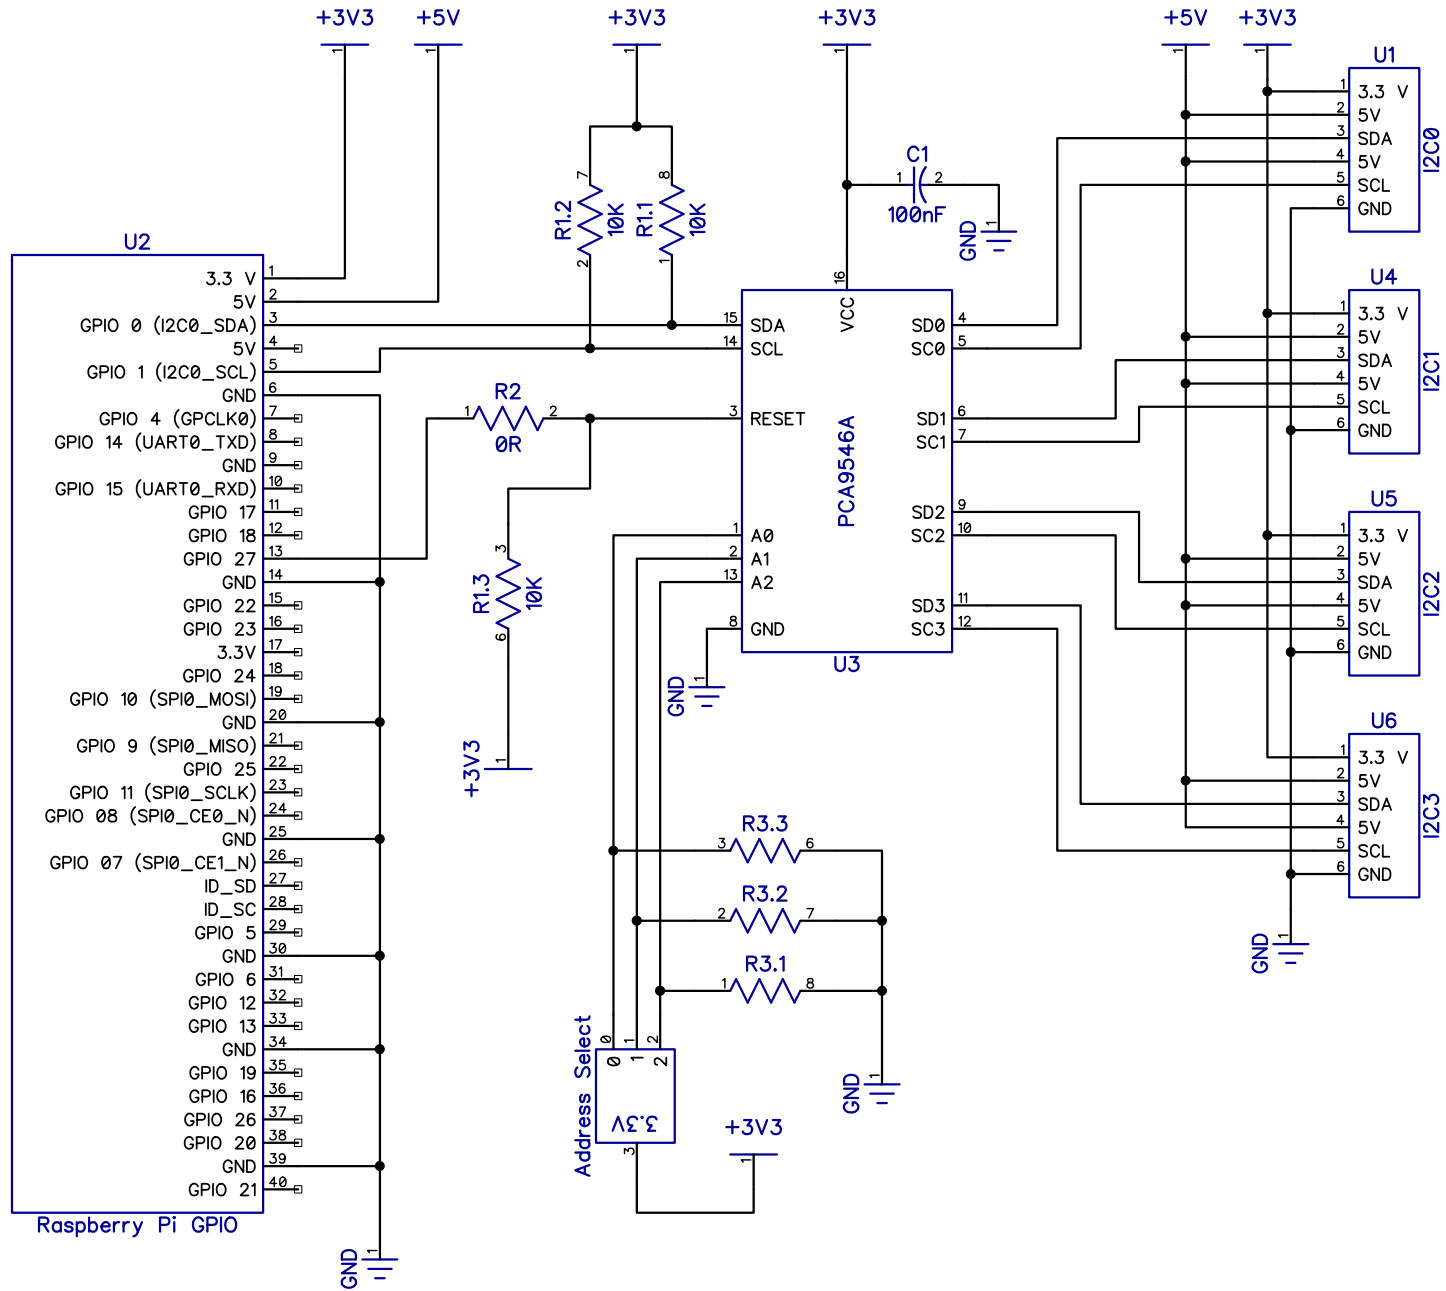 +3V3
+5V
+3V3
+3V3
+5V
+3V3
1
1
1
1
1
1
U2
3.3 V 1
5V 2
GPIO 0 (I2C0_SDA) 3
5V 4
GPIO 1 (I2C0_SCL) 5
GND 6
GPIO 4 (GPCLK0) 7
GPIO 14 (UART0_TXD) 8
GND 9
GPIO 15 (UART0_RXD) 10
GPIO 17 11
GPIO 18 12
GPIO 27 13
GND 14
GPIO 22 15
GPIO 23 16
3.3V 17
GPIO 24 18
GPIO 10 (SPI0_MOSI) 19
GND 20
GPIO 9 (SPI0_MISO) 21
GPIO 25 22
GPIO 11 (SPI0_SCLK) 23
GPIO 08 (SPI0_CE0_N) 24
GND 25
GPIO 07 (SPI0_CE1_N) 26
ID_SD 27
ID_SC 28
GPIO 5 29
GND 30
GPIO 6 31
GPIO 12 32
GPIO 13 33
GND 34
GPIO 19 35
GPIO 16 36
GPIO 26 37
GPIO 20 38
GND 39
GPIO 21 40
Raspberry Pi GPIO
1
GND
7
R1.2
10K
2
8
R1.1
10K
1
R2
1 2
0R
3
R1.3
10K
6
1
+3V3
C1
1 2
100nF
1
GND
16
VCC
15 SDA
14 SCL
3 RESET
1 A0
2 A1
13 A2
8 GND
PCA9546A
SD0 4
SC0 5
SD1 6
SC1 7
SD2 9
SC2 10
SD3 11
SC3 12
U3
1
GND
R3.3
3 6
R3.2
2 7
R3.1
1 8
1
GND
Address Select
0 1 2
0 1 2
3.3V
3
+3V3
1
U1
1 3.3 V
2 5V
3 SDA
4 5V
5 SCL
6 GND
I2C0
U4
1 3.3 V
2 5V
3 SDA
4 5V
5 SCL
6 GND
I2C1
U5
1 3.3 V
2 5V
3 SDA
4 5V
5 SCL
6 GND
I2C2
U6
1 3.3 V
2 5V
3 SDA
4 5V
5 SCL
6 GND
I2C3
1
GND